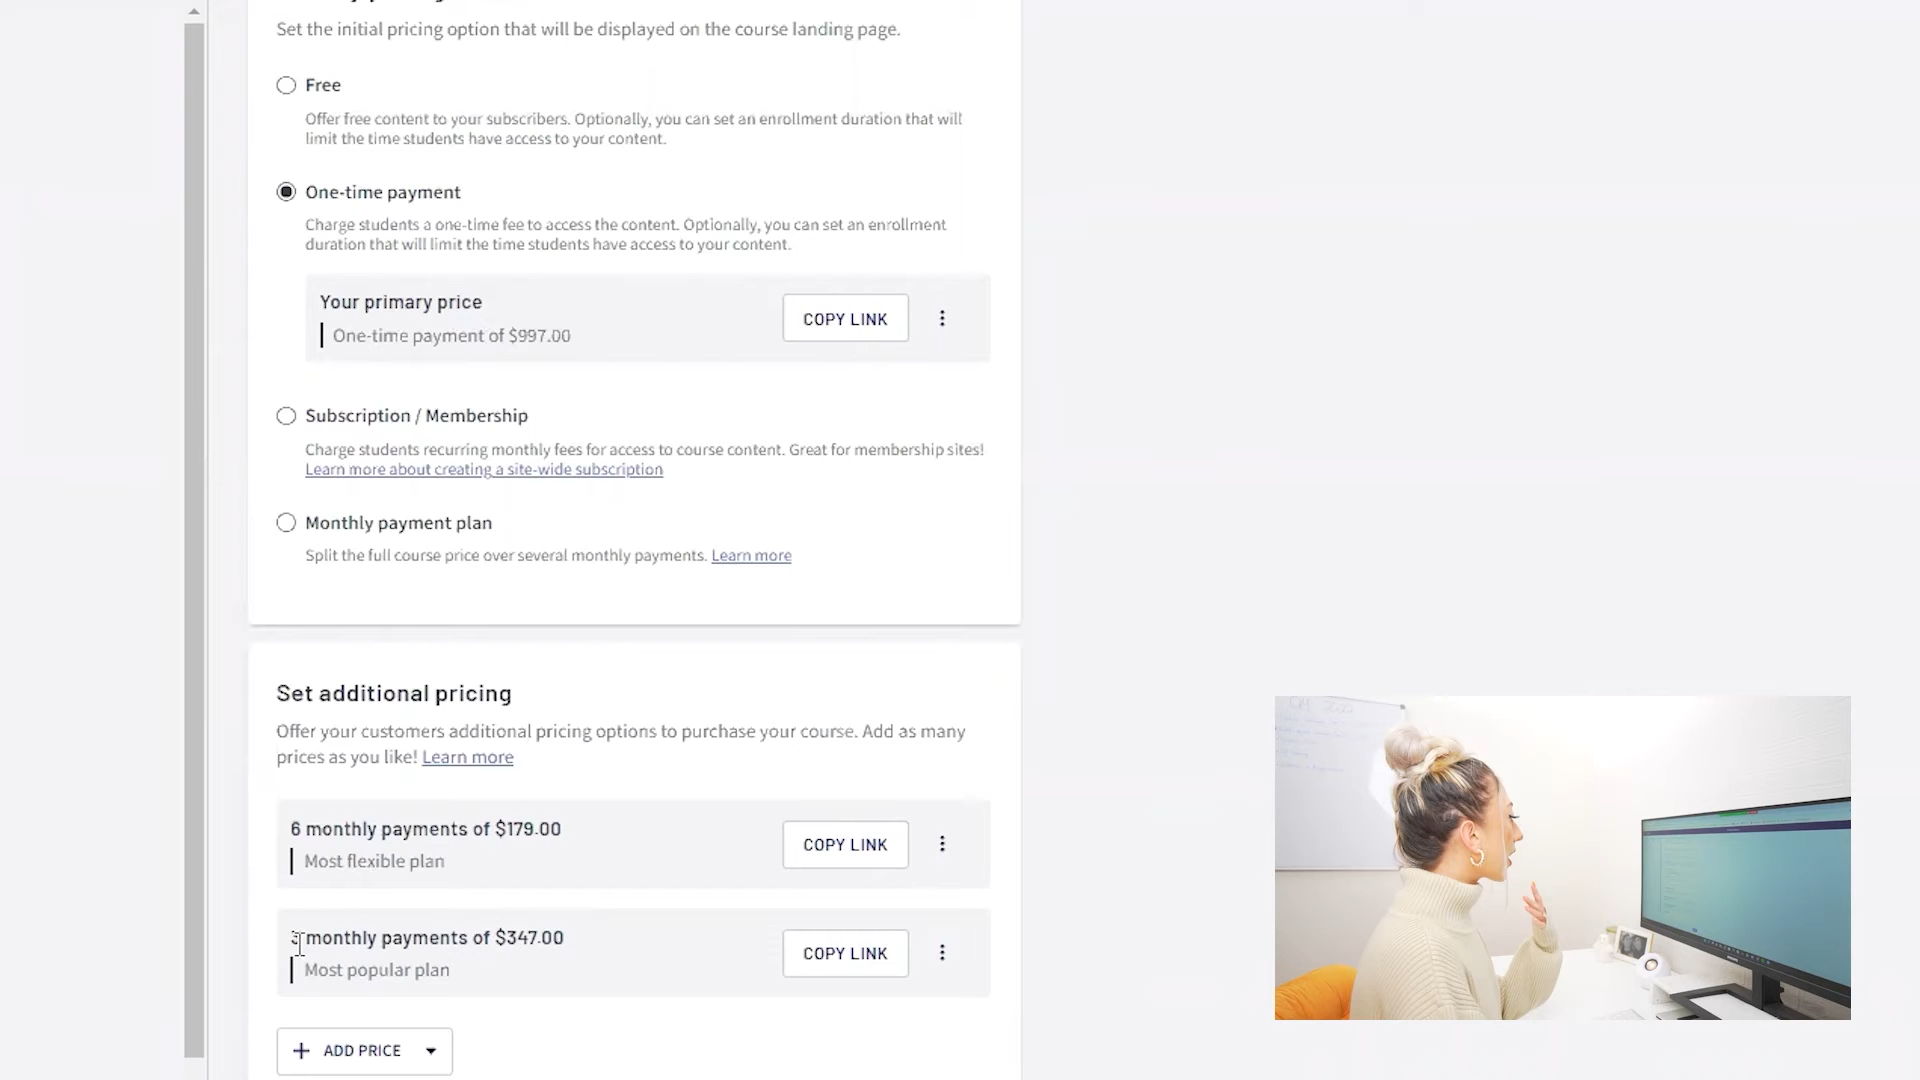 Set the initial pricing option that will be displayed on the course landing page.
Free
Offer free content to your subscribers. Optionally, you can set an enrollment duration that will
limit the time students have access to your content.
One-time payment
Charge students a one-time fee to access the content. Optionally, you can set an enrollment
duration that will limit the time students have access to your content.
Your primary price
One-time payment of $997.00
COPY LINK
Subscription / Membership
Charge students recurring monthly fees for access to course content. Great for membership sites!
Learn more about creating a site-wide subscription
Monthly payment plan
Split the full course price over several monthly payments. Learn more
Set additional pricing
Offer your customers additional pricing options to purchase your course. Add as many
prices as you like! Learn more
6 monthly payments of $179.00
Most flexible plan
COPY LINK
3 monthly payments of $347.00
Most popular plan
COPY LINK
+ ADD PRICE